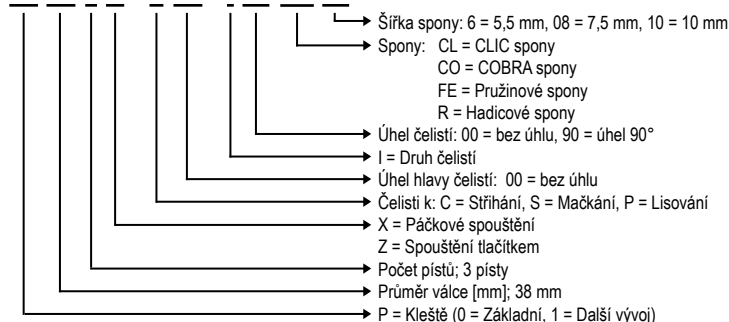 Šířka spony: 6 = 5,5 mm, 08 = 7,5 mm, 10 = 10 mm
Spony: CL = CLIC spony
CO = COBRA spony
FE = Pružinové spony
R = Hadicové spony
Úhel čelistí: 00 = bez úhlu, 90 = úhel 90°
I = Druh čelistí
Úhel hlavy čelistí: 00 = bez úhlu
Čelisti k: C = Střihání, S = Mačkání, P = Lisování
X = Páčkové spouštění
Z = Spouštění tlačítkem
Počet pístů; 3 písty
Průměr válce [mm]; 38 mm
P = Kleště (0 = Základní, 1 = Další vývoj)